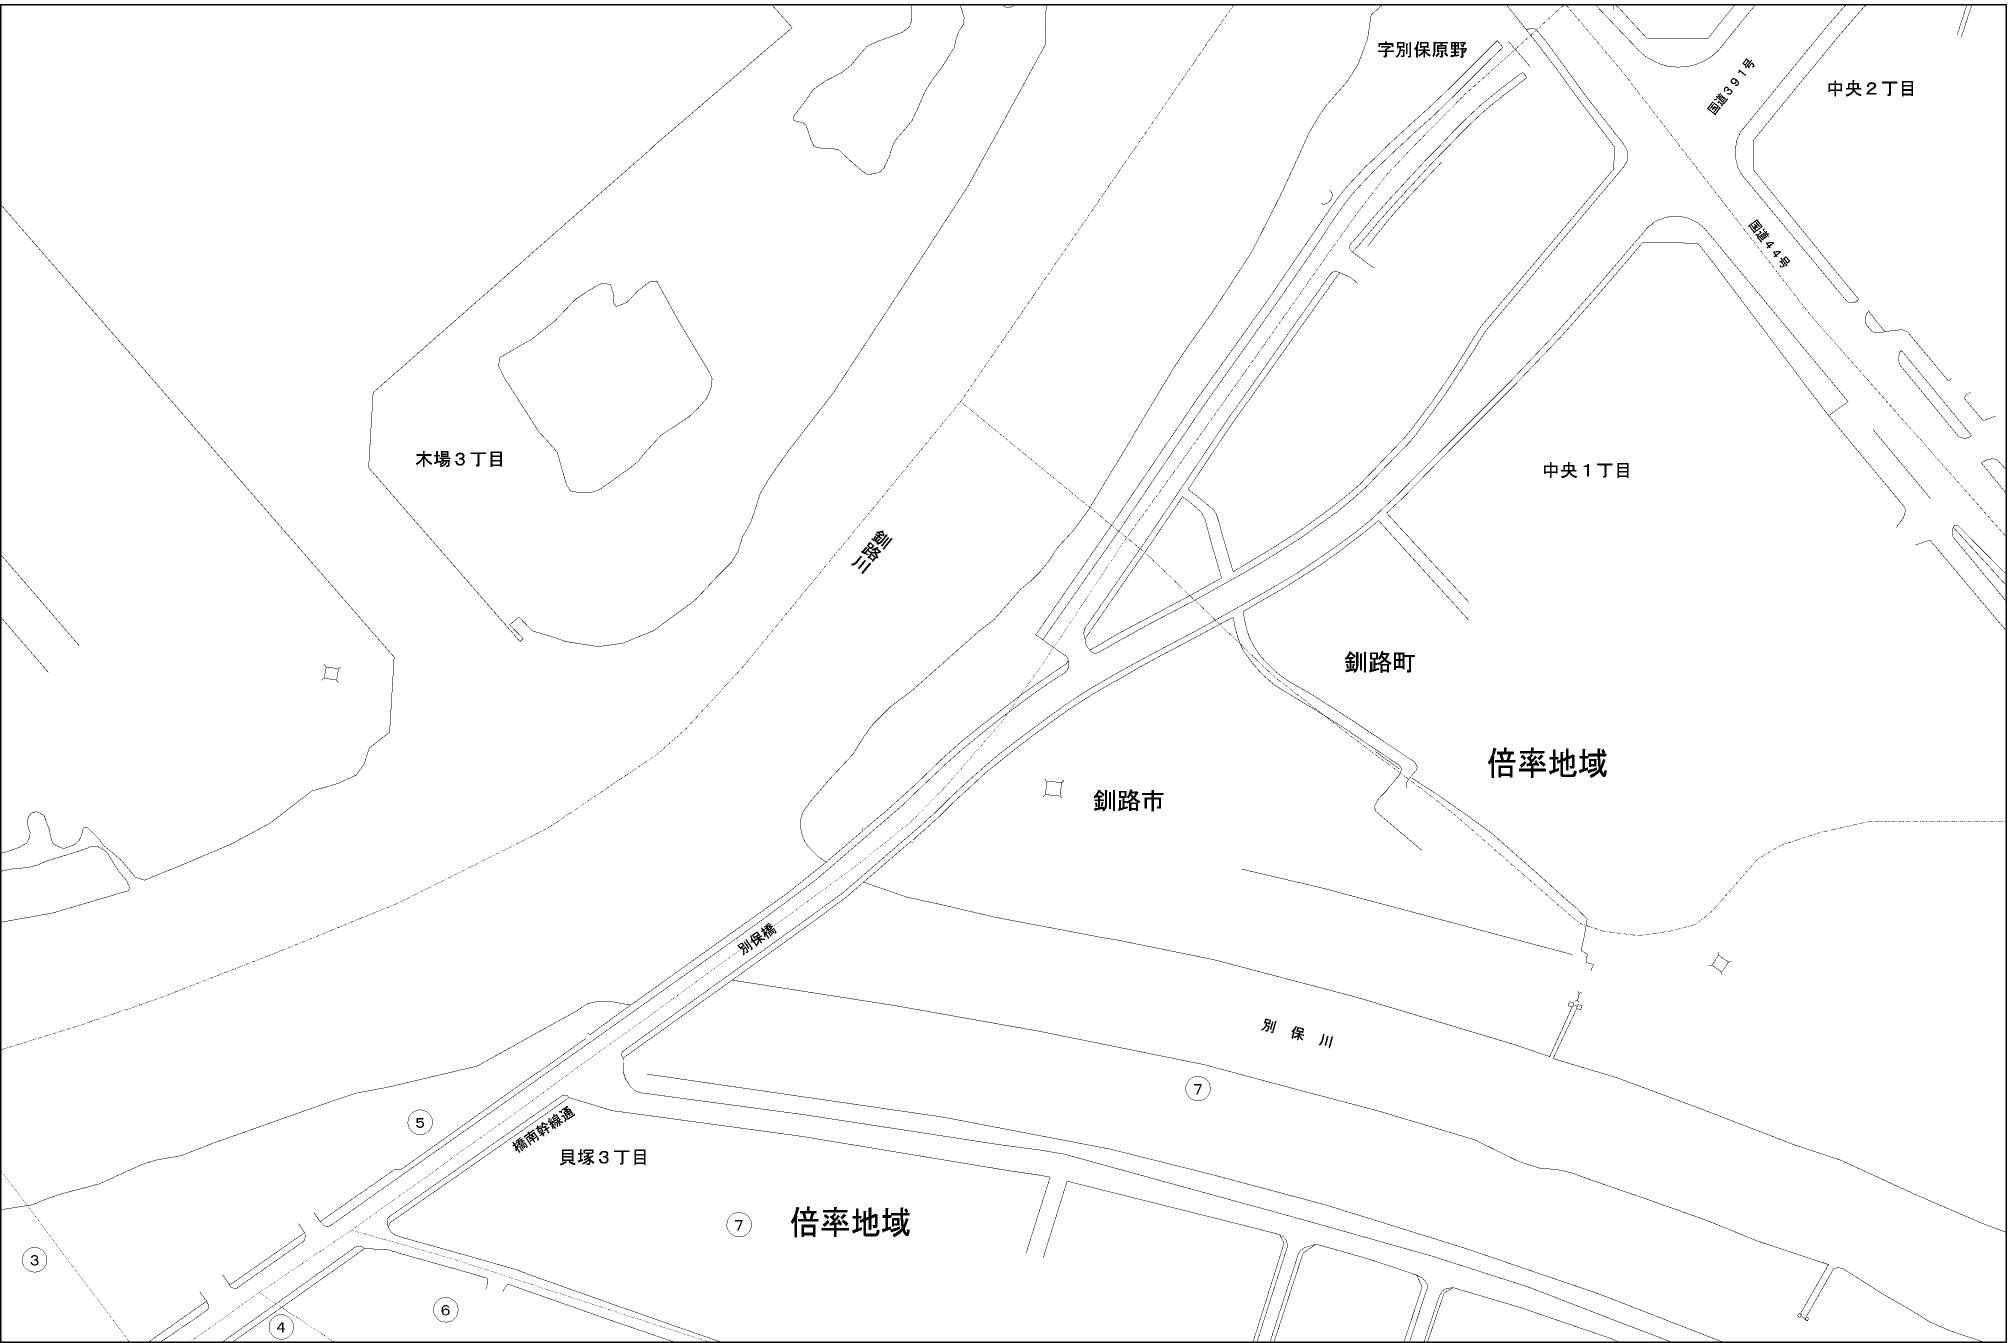 字別保原野
国道391号
中央2丁目
国道44号
木場3丁目
中央1丁目
釧路川
釧路町
倍率地域
釧路市
別保橋
別保川
⑦
⑤
橋南幹線通
貝塚3丁目
⑦
倍率地域
③
⑥
④